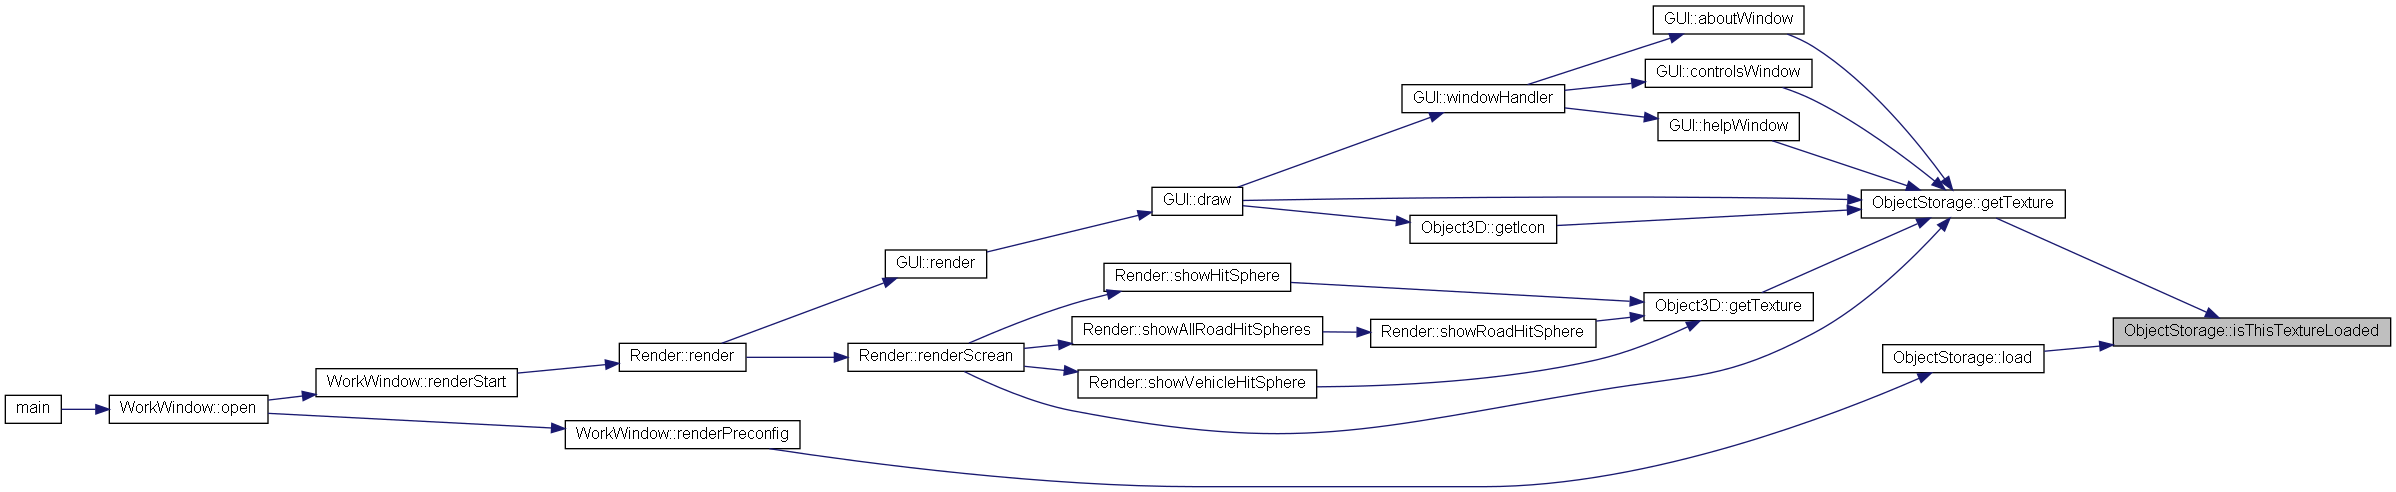 GUI::aboutWindow
GUI::controlsWindow
GUI::windowHandler
GUI::helpWindow
GUI::draw
ObjectStorage::getTexture
Object3D::getIcon
GUI::render
Render::showHitSphere
Object3D::getTexture
Render::showAllRoadHitSpheres
Render::showRoadHitSphere
ObjectStorage::isThisTextureLoaded
Render::render
Render::renderScrean
ObjectStorage::load
WorkWindow::renderStart
Render::showVehicleHitSphere
main
WorkWindow::open
WorkWindow::renderPreconfig